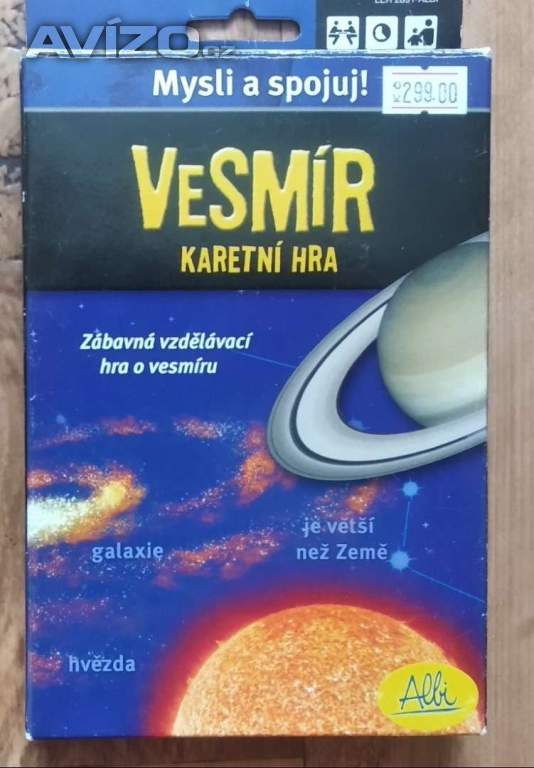 AVÍZO.cz
Mysli a spojuj!
299.00
VeSMÍR
KARETNÍ HRA
Zábavná vzdělávací
hra o vesmíru
je větší
než Země
galaxie
hvězda
Albi